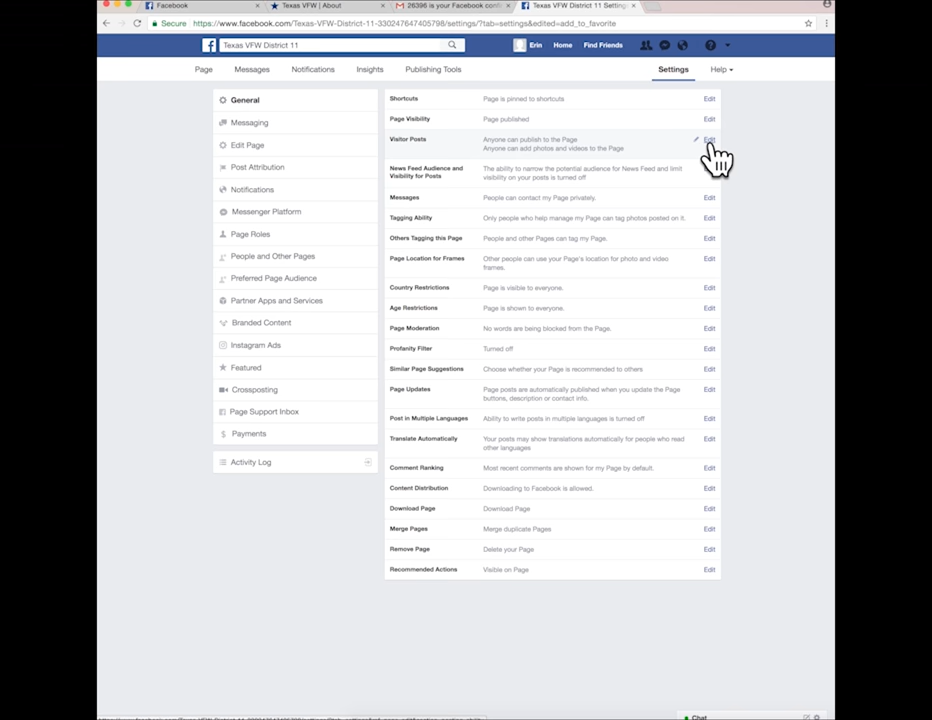 Facebook
Texas VFW | About
26396 is your Facebook confi
Texas VFW District 11 Settings
Secure
https://www.facebook.com/Texas-VFW-District-11-330247647405798/settings/?tab=settings&edited=add_to_favorite
Texas VFW District 11
Erin
Home
Find Friends
Page
Messages
Notifications
Insights
Publishing Tools
Settings
Help
General
Messaging
Edit Page
Post Attribution
Notifications
Messenger Platform
Page Roles
People and Other Pages
Preferred Page Audience
Partner Apps and Services
Branded Content
Instagram Ads
Featured
Crossposting
Page Support Inbox
Payments
Activity Log
Shortcuts Page is pinned to shortcuts Edit
Page Visibility Page published Edit
Visitor Posts Anyone can publish to the Page Edit
Anyone can add photos and videos to the Page
News Feed Audience and The ability to narrow the potential audience for News Feed and limit
Visibility for Posts visibility on your posts is turned off
Messages People can contact my Page privately. Edit
Tagging Ability Only people who help manage my Page can tag photos posted on it. Edit
Others Tagging this Page People and other Pages can tag my Page. Edit
Page Location for Frames Other people can use your Page's location for photo and video Edit
frames.
Country Restrictions Page is visible to everyone. Edit
Age Restrictions Page is shown to everyone. Edit
Page Moderation No words are being blocked from the Page. Edit
Profanity Filter Turned off Edit
Similar Page Suggestions Choose whether your Page is recommended to others Edit
Page Updates Page posts are automatically published when you update the Page Edit
buttons, description or contact info.
Post in Multiple Languages Ability to write posts in multiple languages is turned off Edit
Translate Automatically Your posts may show translations automatically for people who read Edit
other languages
Comment Ranking Most recent comments are shown for my Page by default. Edit
Content Distribution Downloading to Facebook is allowed. Edit
Download Page Download Page Edit
Merge Pages Merge duplicate Pages Edit
Remove Page Delete your Page Edit
Recommended Actions Visible on Page Edit
Chat